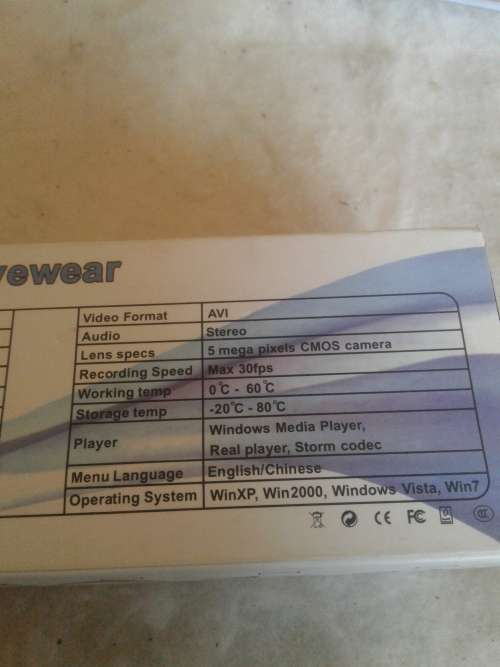 yewear
Video Format AVI
Audio Stereo
Lens specs 5 mega pixels CMOS camera
Recording Speed Max 30fps
Working temp 0°C - 60°C
Storage temp -20°C - 80°C
Player Windows Media Player,
Real player, Storm codec
Menu Language English/Chinese
Operating System WinXP, Win2000, Windows Vista, Win7
CE FC CCC